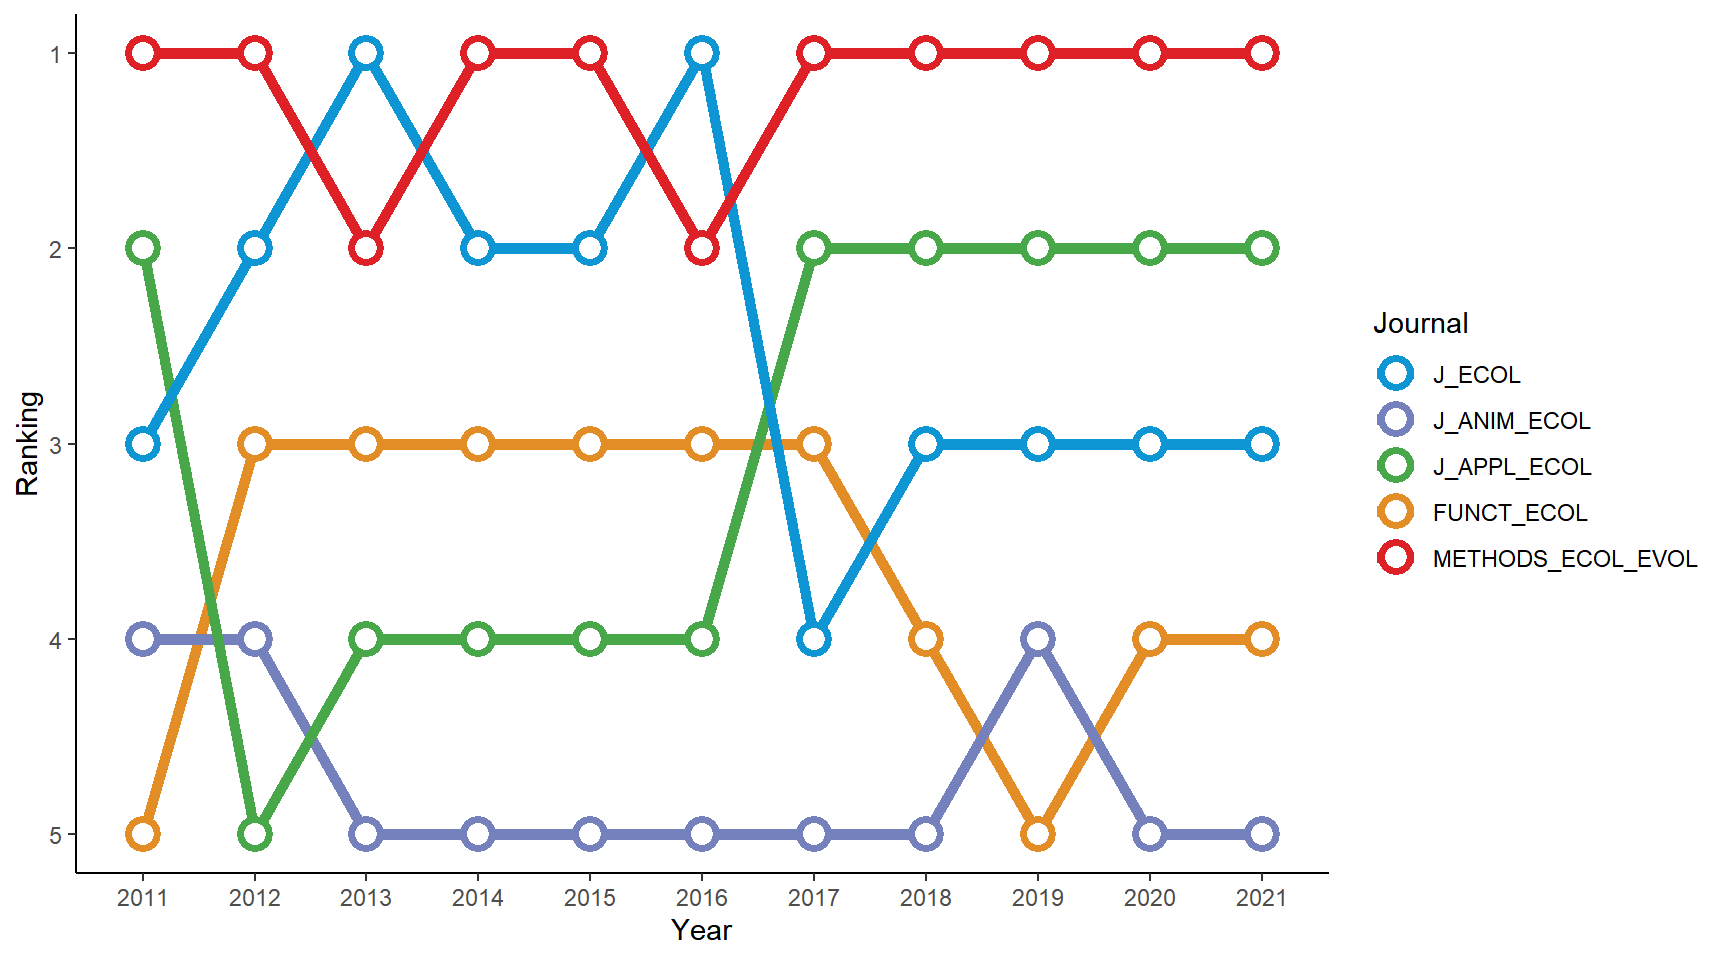 1
2
3
4
5
Ranking
2011 2012 2013 2014 2015 2016 2017 2018 2019 2020 2021
Year
Journal
J_ECOL
J_ANIM_ECOL
J_APPL_ECOL
FUNCT_ECOL
METHODS_ECOL_EVOL